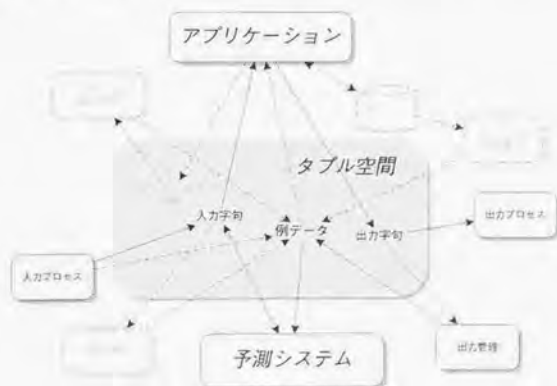 アプリケーション
タプル空間
入力字句
例データ
出力字句
出力プロセス
入力プロセス
予測システム
出力管理